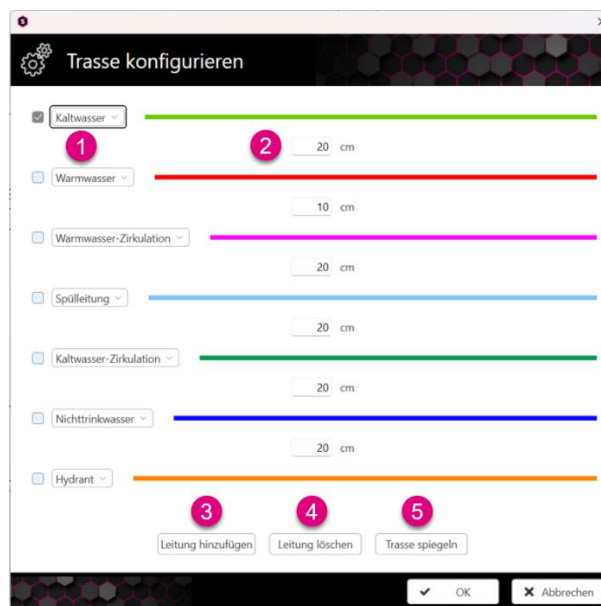 Trasse konfigurieren
Kaltwasser
1
2
20 cm
Warmwasser
10 cm
Warmwasser-Zirkulation
20 cm
Spülleitung
20 cm
Kaltwasser-Zirkulation
20 cm
Nichttrinkwasser
20 cm
Hydrant
3 4 5
Leitung hinzufügen Leitung löschen Trasse spiegeln
OK Abbrechen